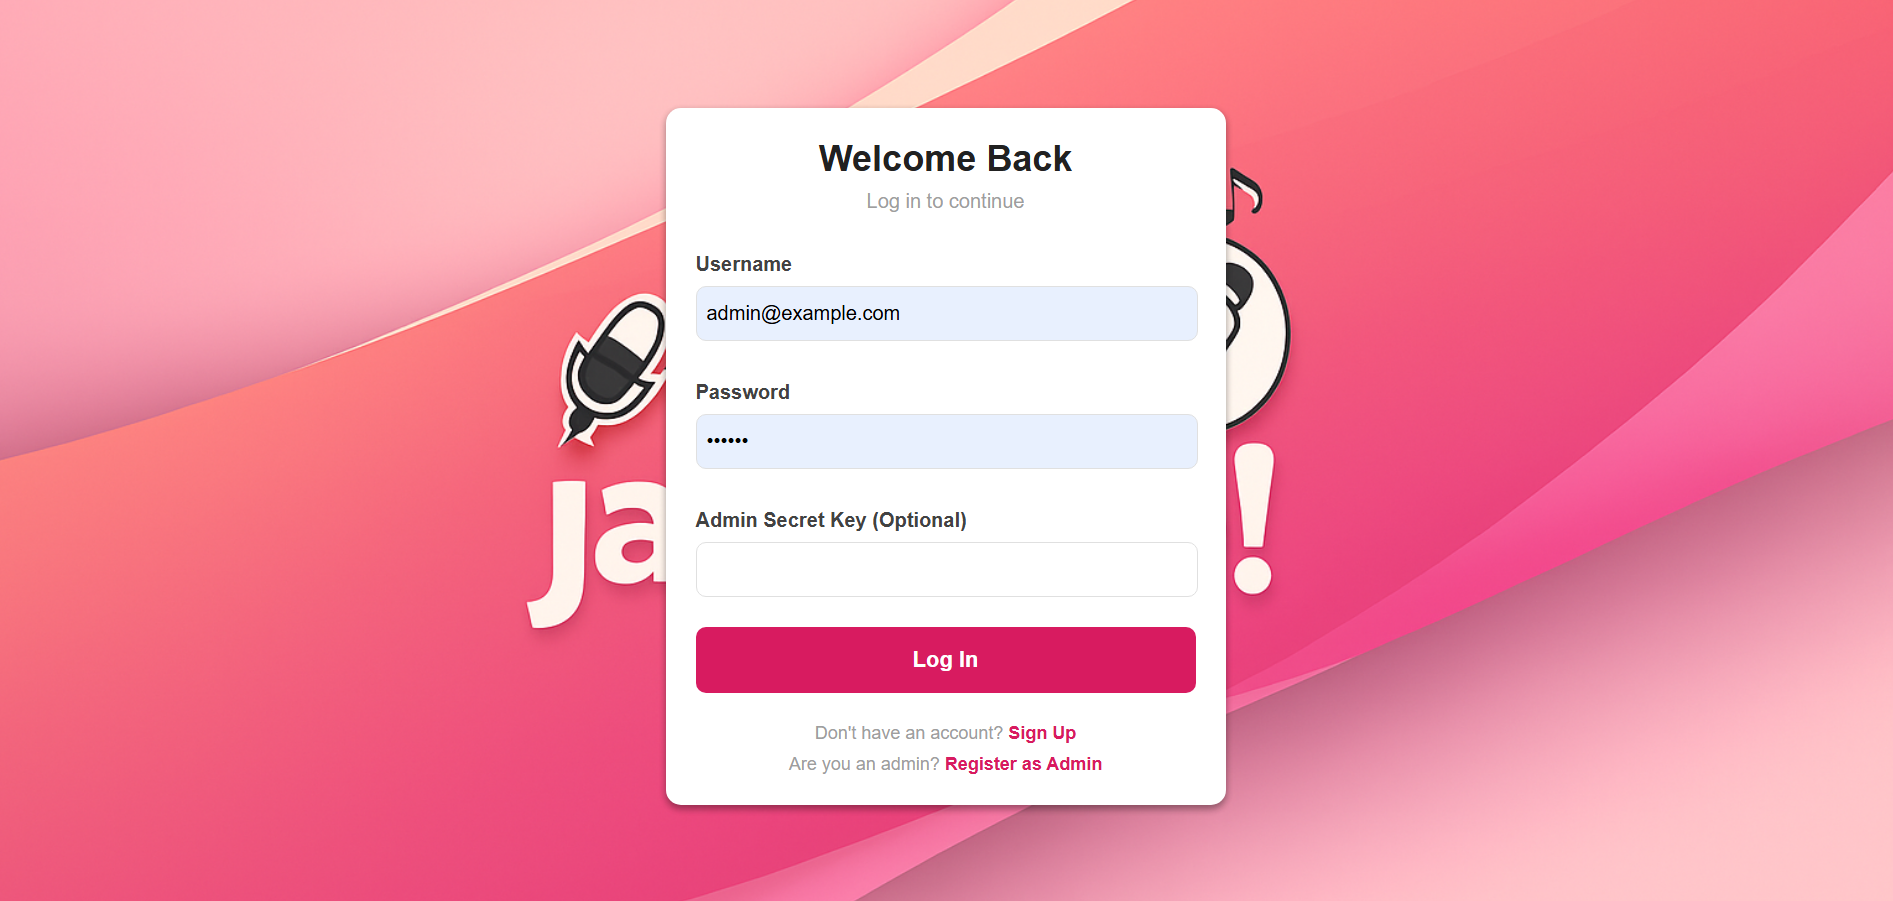 Welcome Back
Log in to continue
Username
admin@example.com
Password
••••••
Admin Secret Key (Optional)
Log In
Don't have an account? Sign Up
Are you an admin? Register as Admin